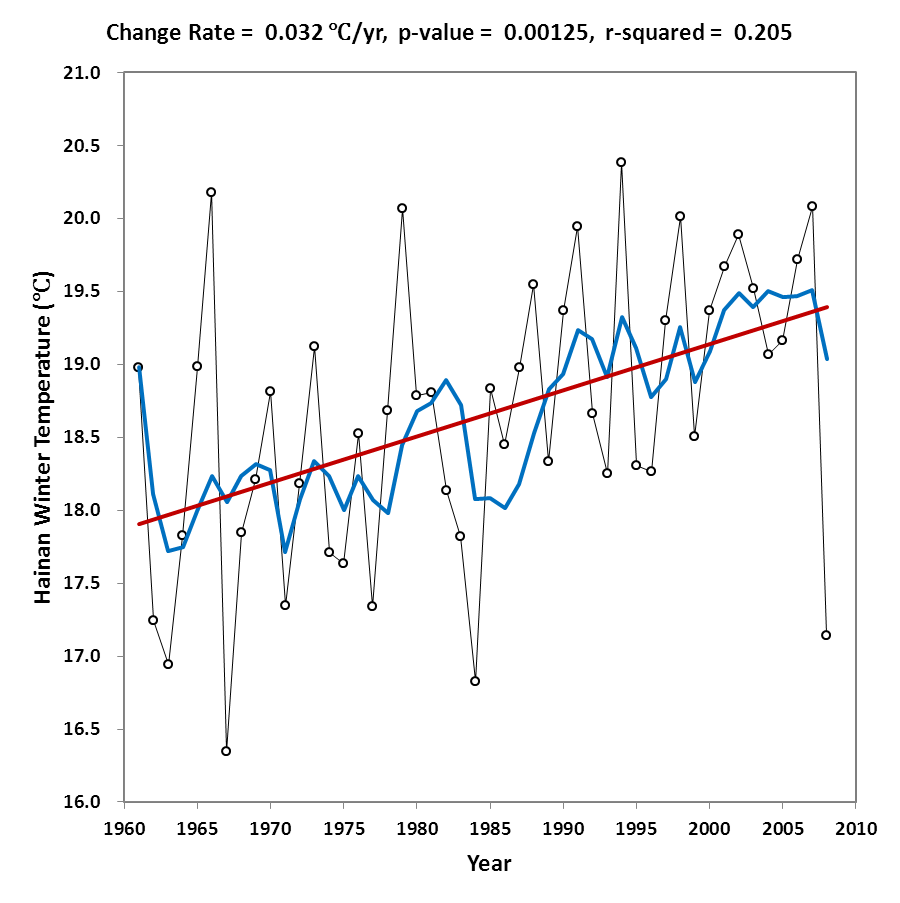 Change Rate = 0.032 ℃/yr, p-value = 0.00125, r-squared = 0.205
21.0
20.5
20.0
19.5
19.0
18.5
18.0
17.5
17.0
16.5
16.0
Hainan Winter Temperature (℃)
1960 1965 1970 1975 1980 1985 1990 1995 2000 2005 2010
Year